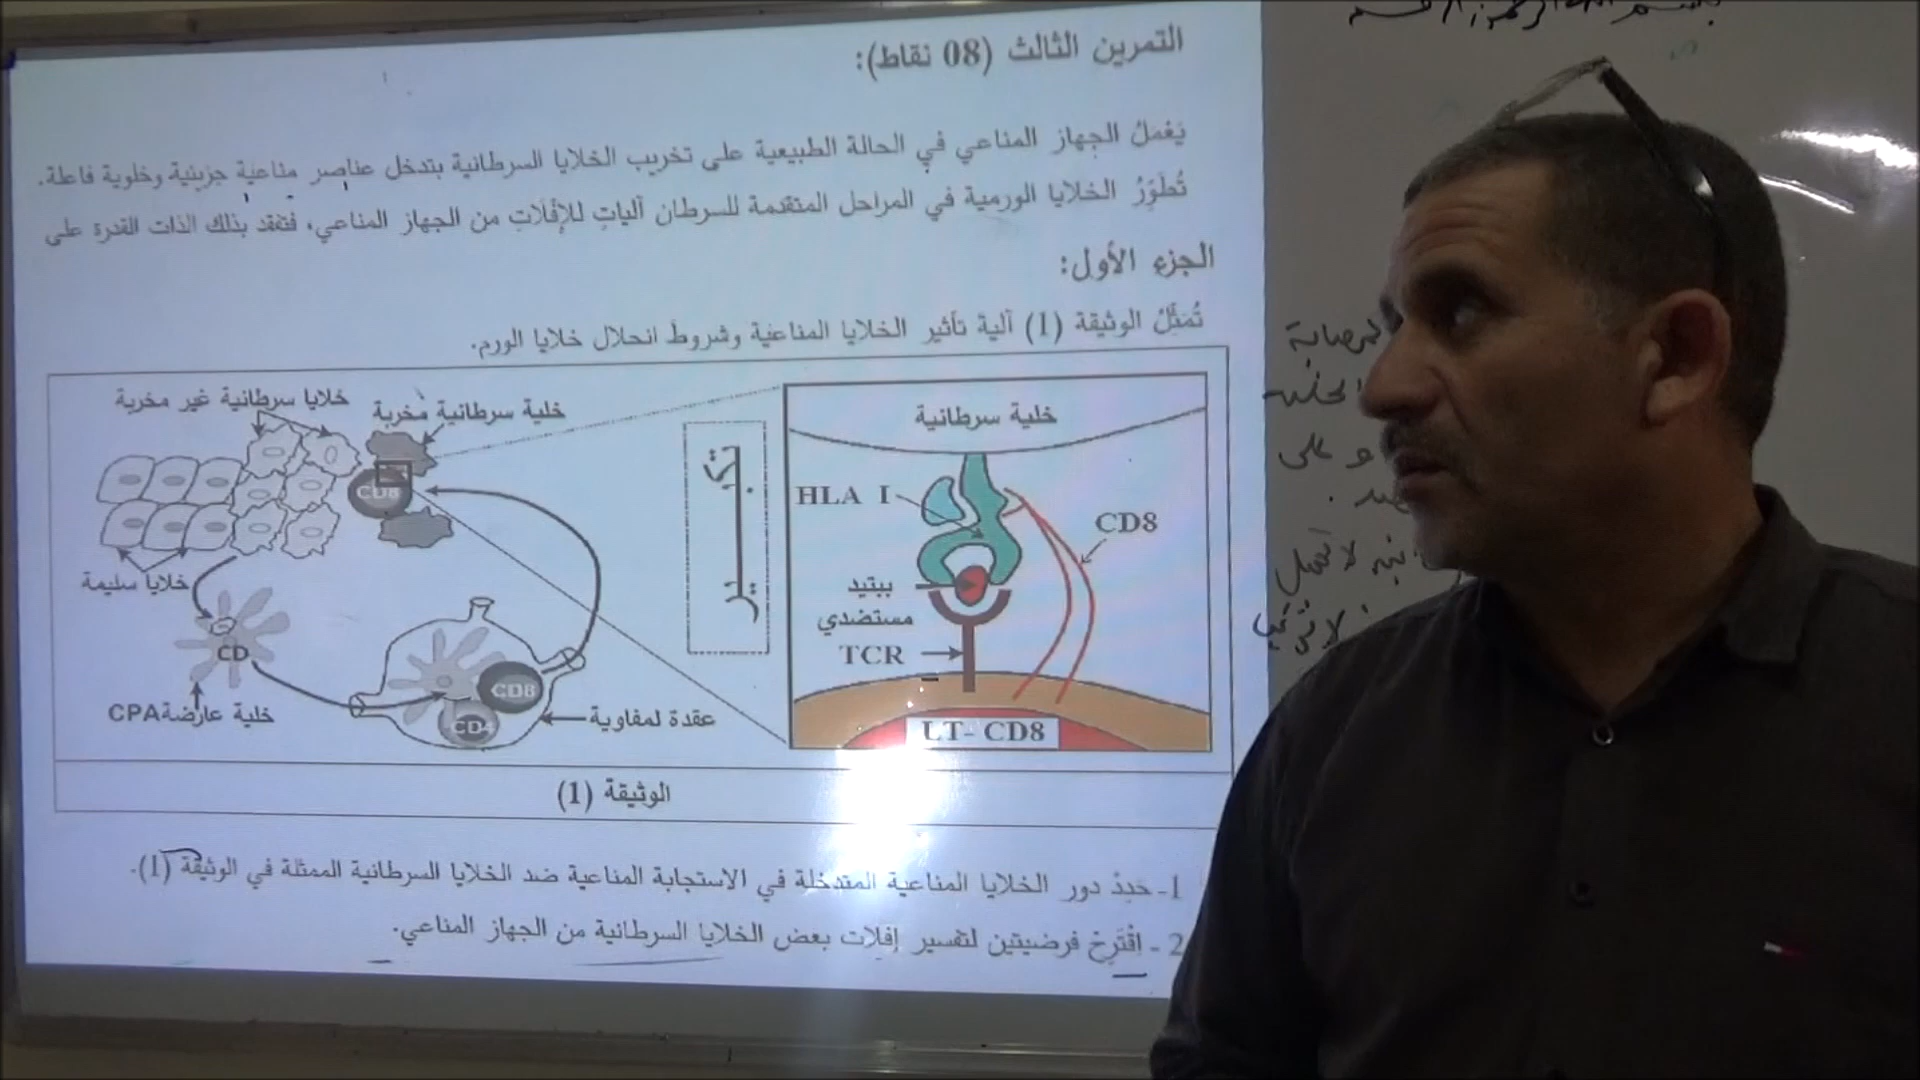 التمرين الثالث (08 نقاط):
يَعْمَلُ الجهاز المناعي في الحالة الطبيعية على تخريب الخلايا السرطانية بتدخل عناصر مناعية جزيئية وخلوية فاعلة.
تُطَوِّرُ الخلايا الورمية في المراحل المتقدمة للسرطان آلياتٍ للإفلات من الجهاز المناعي، فتفقد بذلك الذات القدرة على
الجزء الأول:
تُمَثِّلُ الوثيقة (1) آلية تأثير الخلايا المناعية وشروط انحلال خلايا الورم.
خلايا سرطانية غير مخربة
خلية سرطانية مخربة
CD8
خلايا سليمة
CD
خلية عارضة CPA
CD8
CD4
عقدة لمفاوية
تكبير
خلية سرطانية
HLA I
CD8
ببتيد
مستضدي
TCR
LT- CD8
الوثيقة (1)
1- حَدِدْ دور الخلايا المناعية المتدخلة في الاستجابة المناعية ضد الخلايا السرطانية الممثلة في الوثيقة (1).
2 - اِقْتَرِحْ فرضيتين لتفسير إفلات بعض الخلايا السرطانية من الجهاز المناعي.
بسم الله الرحمن
و على